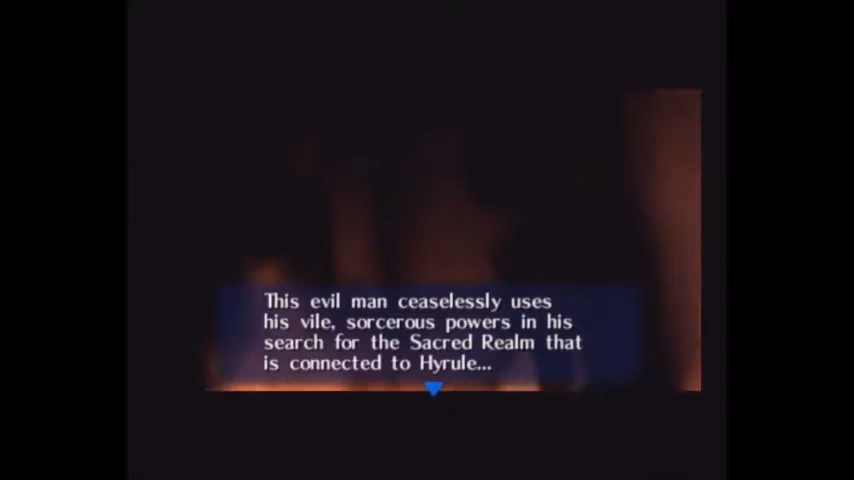 This evil man ceaselessly uses
his vile, sorcerous powers in his
search for the Sacred Realm that
is connected to Hyrule...